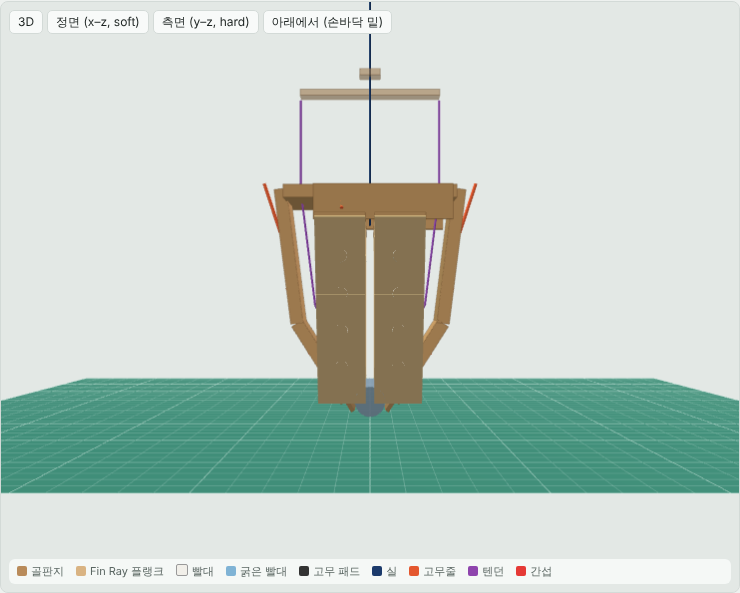 3D 정면 (x–z, soft) 측면 (y–z, hard) 아래에서 (손바닥 밑)
골판지 Fin Ray 플랭크 빨대 굵은 빨대 고무 패드 실 고무줄 텐던 간섭